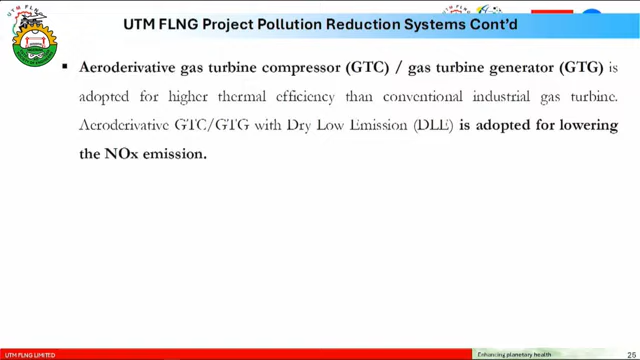 UTM FLNG
UTM FLNG Project Pollution Reduction Systems Cont'd
▪ Aeroderivative gas turbine compressor (GTC) / gas turbine generator (GTG) is
adopted for higher thermal efficiency than conventional industrial gas turbine.
Aeroderivative GTC/GTG with Dry Low Emission (DLE) is adopted for lowering
the NOx emission.
UTM FLNG LIMITED
Enhancing planetary health
25